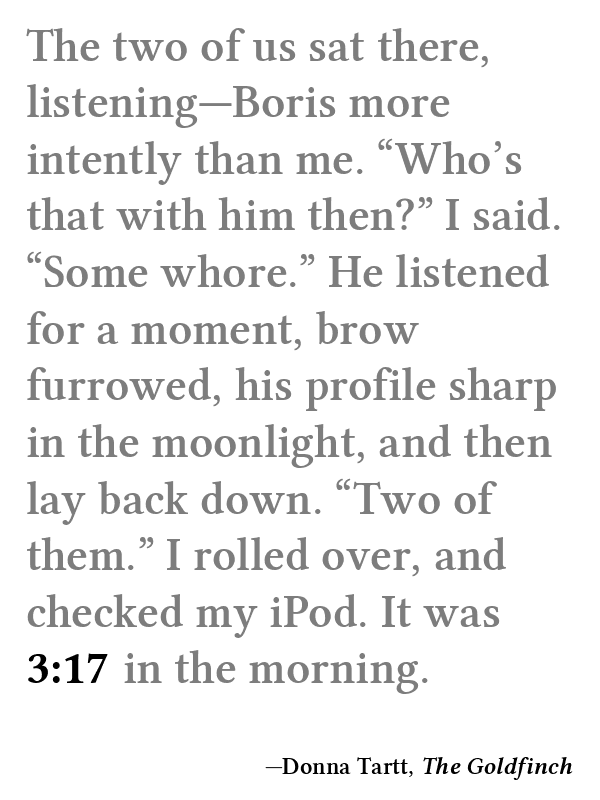 The two of us sat there,
listening—Boris more
intently than me. “Who’s
that with him then?” I said.
“Some whore.” He listened
for a moment, brow
furrowed, his profile sharp
in the moonlight, and then
lay back down. “Two of
them.” I rolled over, and
checked my iPod. It was
3:17 in the morning.
—Donna Tartt, The Goldfinch